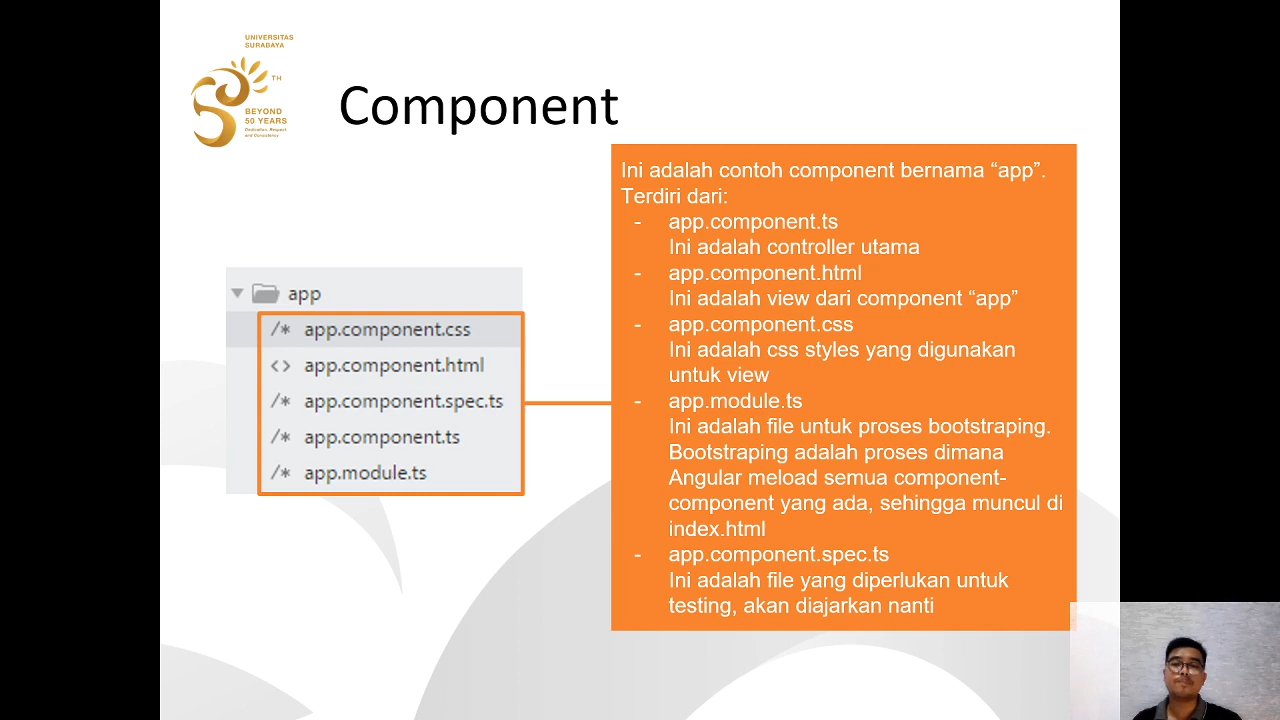 UNIVERSITAS
SURABAYA
TH
BEYOND
50 YEARS
Dedication, Respect,
and Consistency
Component
app
/* app.component.css
<> app.component.html
/* app.component.spec.ts
/* app.component.ts
/* app.module.ts
Ini adalah contoh component bernama “app”.
Terdiri dari:
- app.component.ts
Ini adalah controller utama
- app.component.html
Ini adalah view dari component “app”
- app.component.css
Ini adalah css styles yang digunakan
untuk view
- app.module.ts
Ini adalah file untuk proses bootstraping.
Bootstraping adalah proses dimana
Angular meload semua component-
component yang ada, sehingga muncul di
index.html
- app.component.spec.ts
Ini adalah file yang diperlukan untuk
testing, akan diajarkan nanti